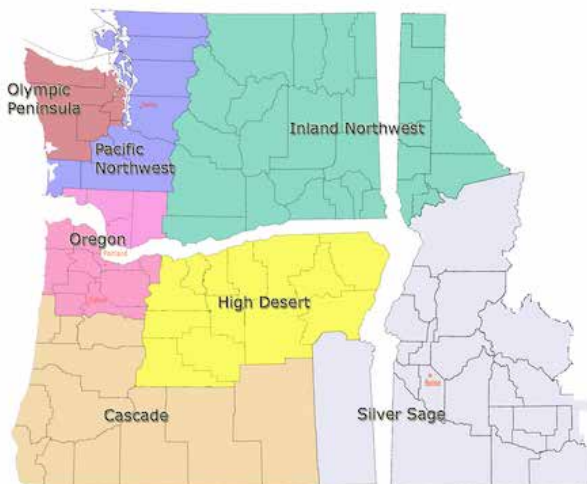 Olympic
Peninsula
Pacific
Northwest
Inland Northwest
Oregon
Portland
High Desert
Cascade
Silver Sage